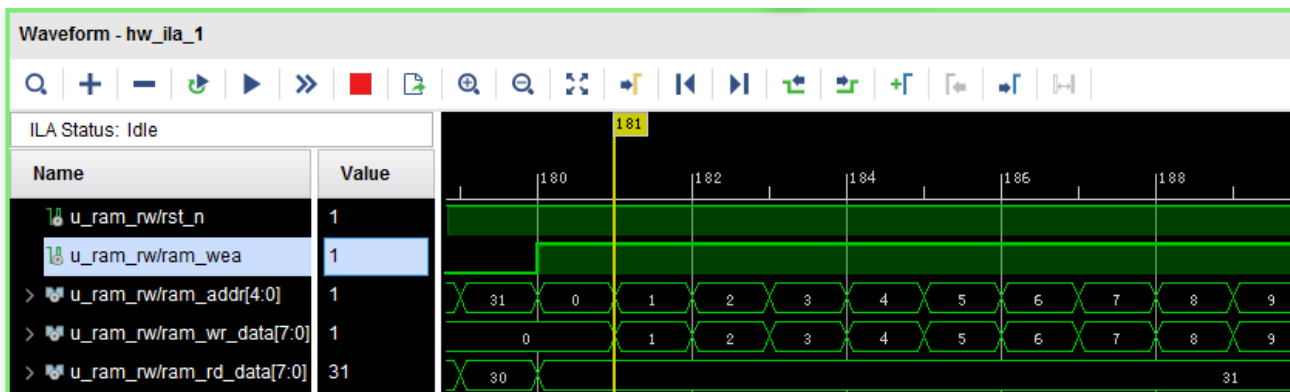 Waveform - hw_ila_1
ILA Status: Idle
181
Name Value
180 182 184 186 188
u_ram_rw/rst_n 1
u_ram_rw/ram_wea 1
u_ram_rw/ram_addr[4:0] 1 31 0 1 2 3 4 5 6 7 8 9
u_ram_rw/ram_wr_data[7:0] 1 0 1 2 3 4 5 6 7 8 9
u_ram_rw/ram_rd_data[7:0] 31 30 31